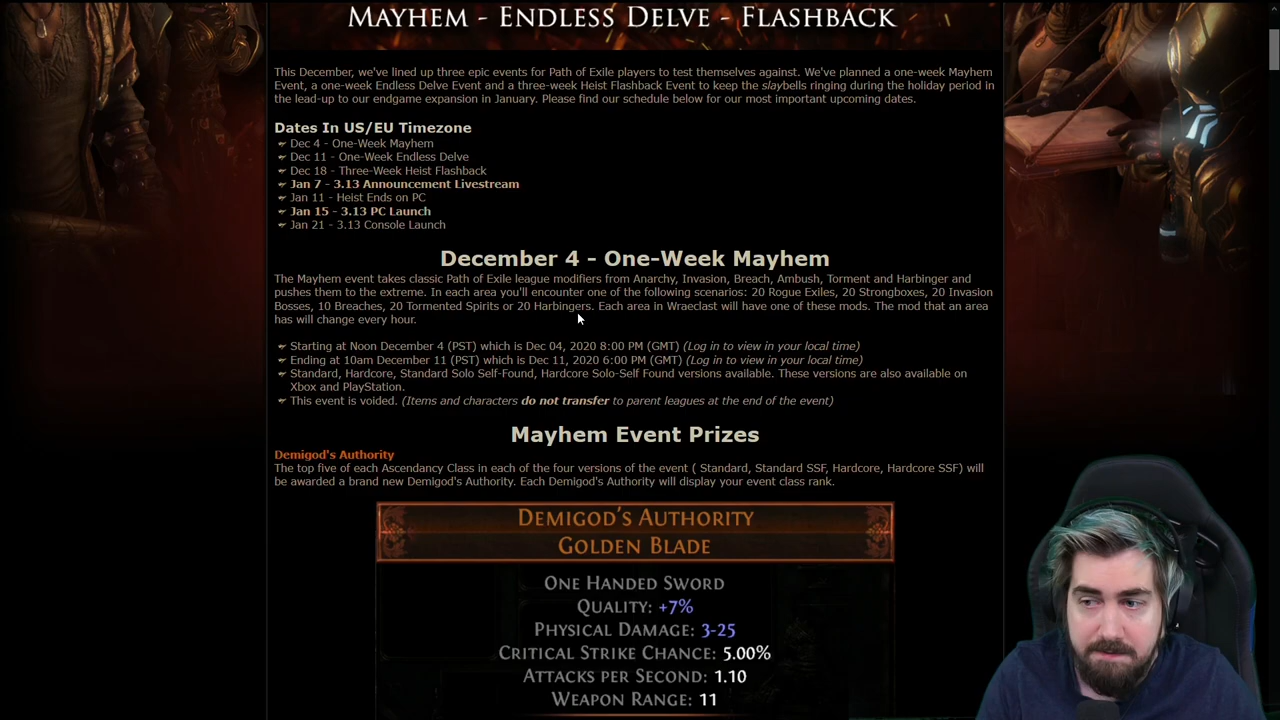 Mayhem - Endless Delve - Flashback
This December, we've lined up three epic events for Path of Exile players to test themselves against. We've planned a one-week Mayhem
Event, a one-week Endless Delve Event and a three-week Heist Flashback Event to keep the slaybells ringing during the holiday period in
the lead-up to our endgame expansion in January. Please find our schedule below for our most important upcoming dates.
Dates In US/EU Timezone
Dec 4 - One-Week Mayhem
Dec 11 - One-Week Endless Delve
Dec 18 - Three-Week Heist Flashback
Jan 7 - 3.13 Announcement Livestream
Jan 11 - Heist Ends on PC
Jan 15 - 3.13 PC Launch
Jan 21 - 3.13 Console Launch
December 4 - One-Week Mayhem
The Mayhem event takes classic Path of Exile league modifiers from Anarchy, Invasion, Breach, Ambush, Torment and Harbinger and
pushes them to the extreme. In each area you'll encounter one of the following scenarios: 20 Rogue Exiles, 20 Strongboxes, 20 Invasion
Bosses, 10 Breaches, 20 Tormented Spirits or 20 Harbingers. Each area in Wraeclast will have one of these mods. The mod that an area
has will change every hour.
Starting at Noon December 4 (PST) which is Dec 04, 2020 8:00 PM (GMT) (Log in to view in your local time)
Ending at 10am December 11 (PST) which is Dec 11, 2020 6:00 PM (GMT) (Log in to view in your local time)
Standard, Hardcore, Standard Solo Self-Found, Hardcore Solo-Self Found versions available. These versions are also available on
Xbox and PlayStation.
This event is voided. (Items and characters do not transfer to parent leagues at the end of the event)
Mayhem Event Prizes
Demigod's Authority
The top five of each Ascendancy Class in each of the four versions of the event ( Standard, Standard SSF, Hardcore, Hardcore SSF) will
be awarded a brand new Demigod's Authority. Each Demigod's Authority will display your event class rank.
Demigod's Authority
Golden Blade
One Handed Sword
Quality: +7%
Physical Damage: 3-25
Critical Strike Chance: 5.00%
Attacks per Second: 1.10
Weapon Range: 11